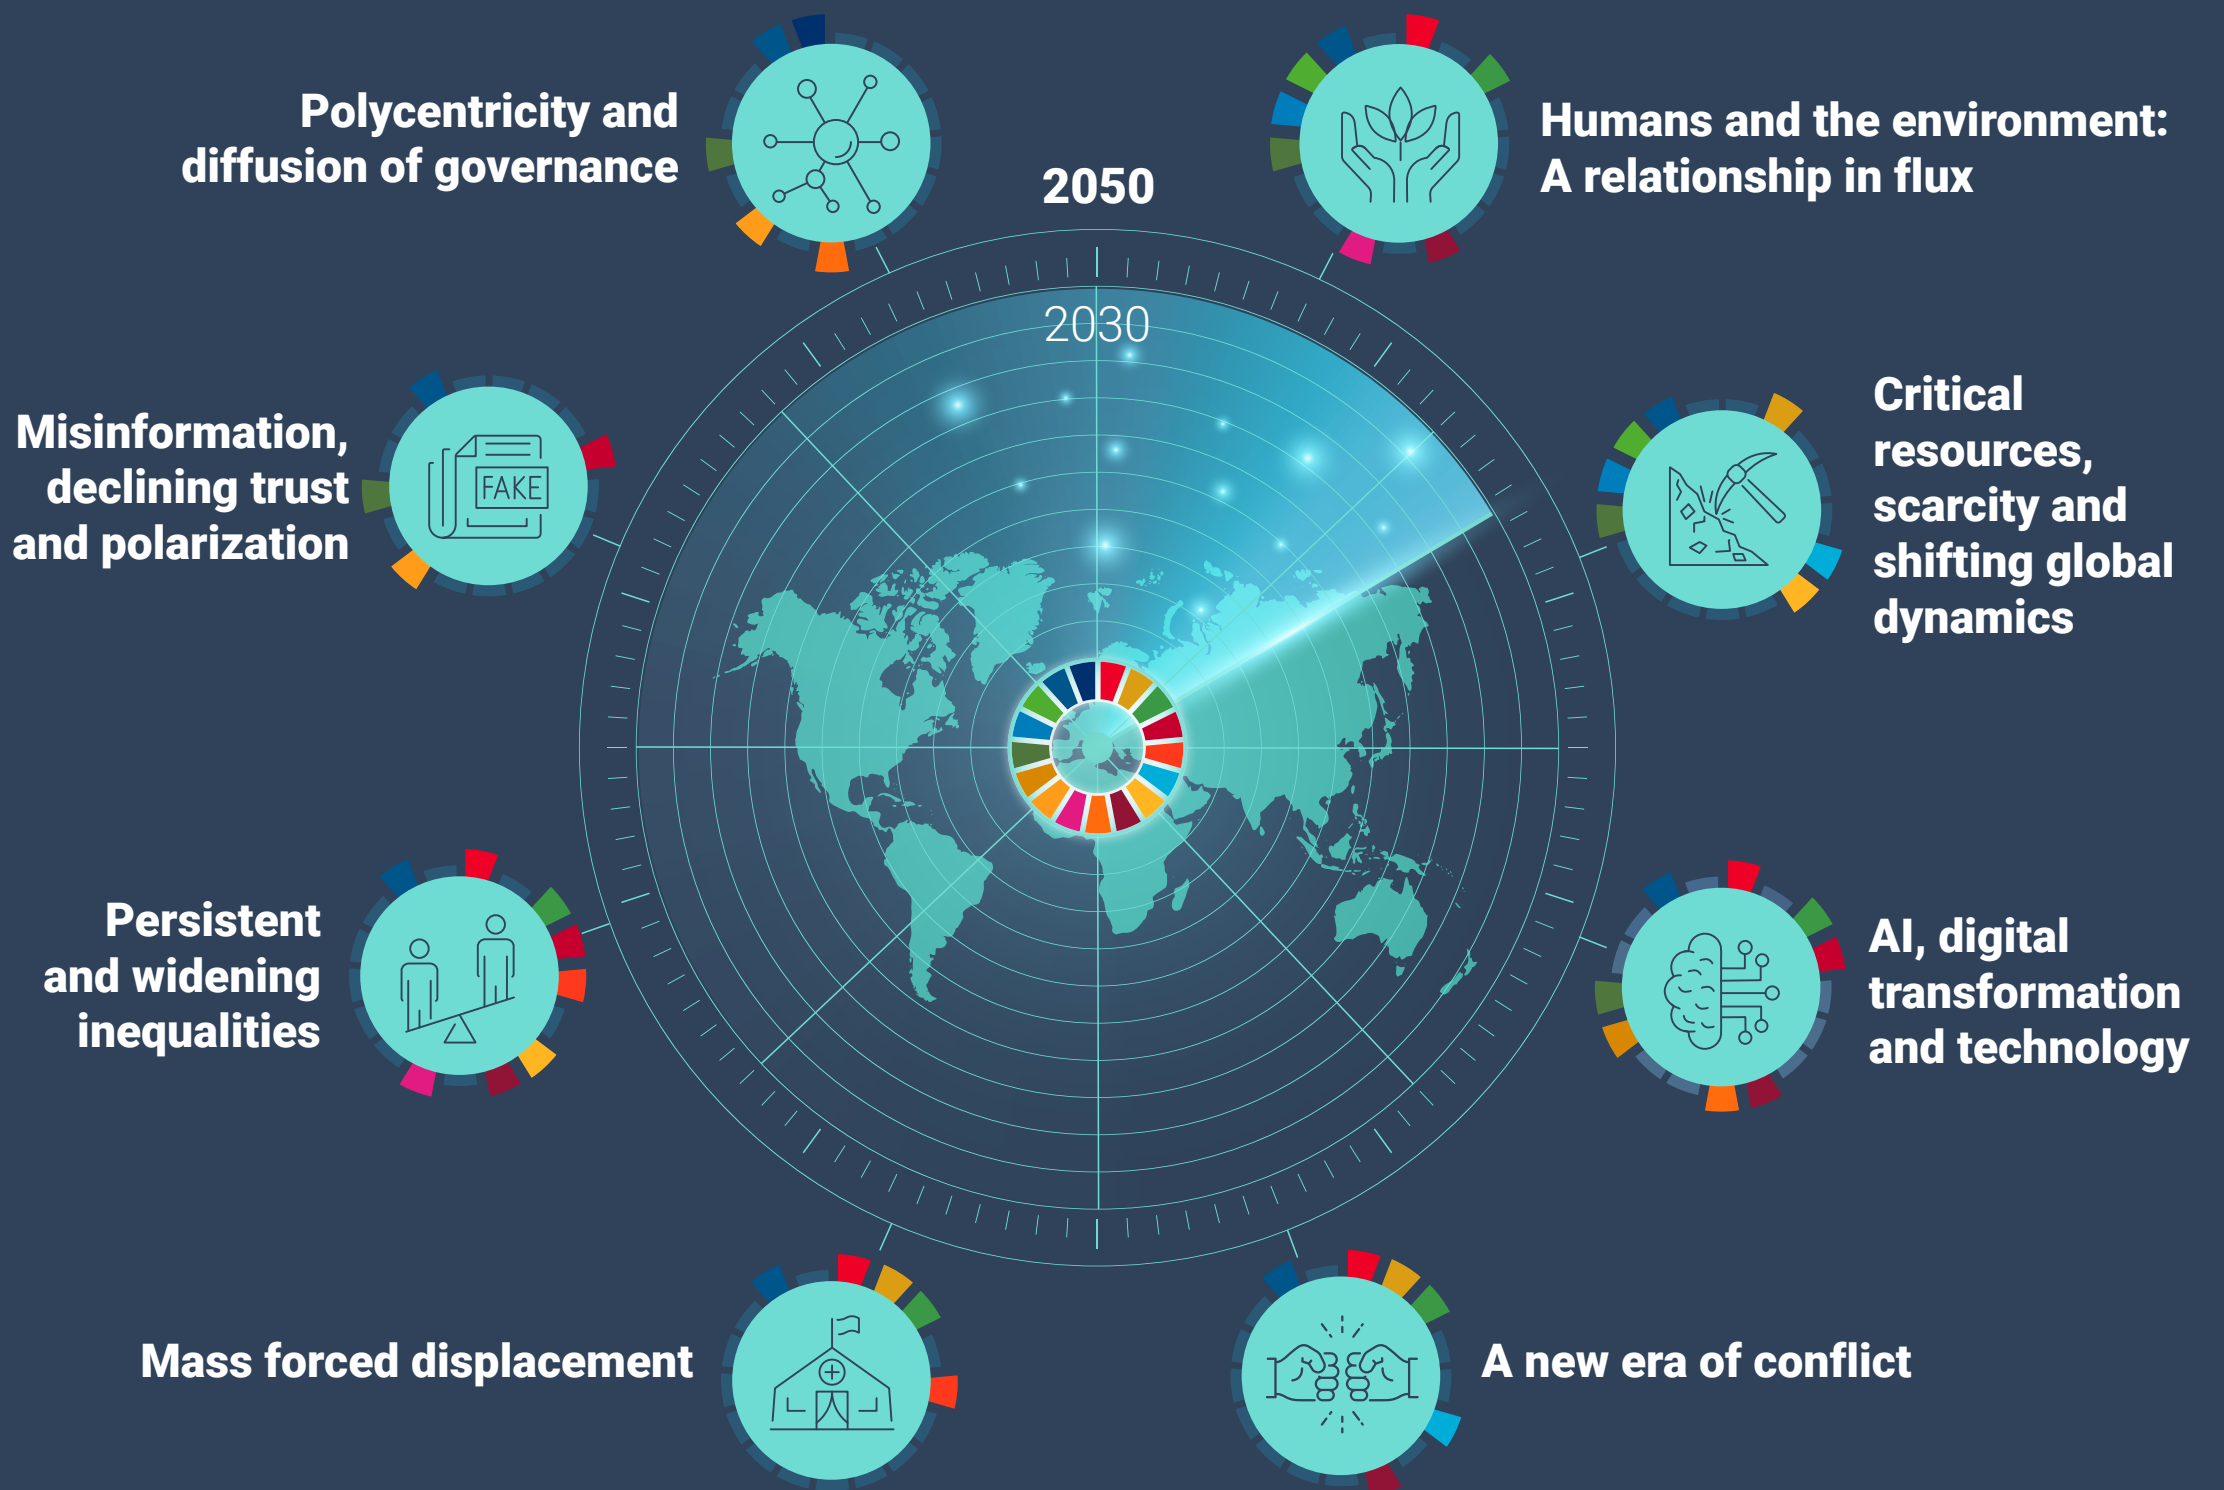 Polycentricity and
diffusion of governance
2050
Humans and the environment:
A relationship in flux
2030
Misinformation,
declining trust
and polarization
FAKE
Critical
resources,
scarcity and
shifting global
dynamics
Persistent
and widening
inequalities
AI, digital
transformation
and technology
Mass forced displacement
A new era of conflict